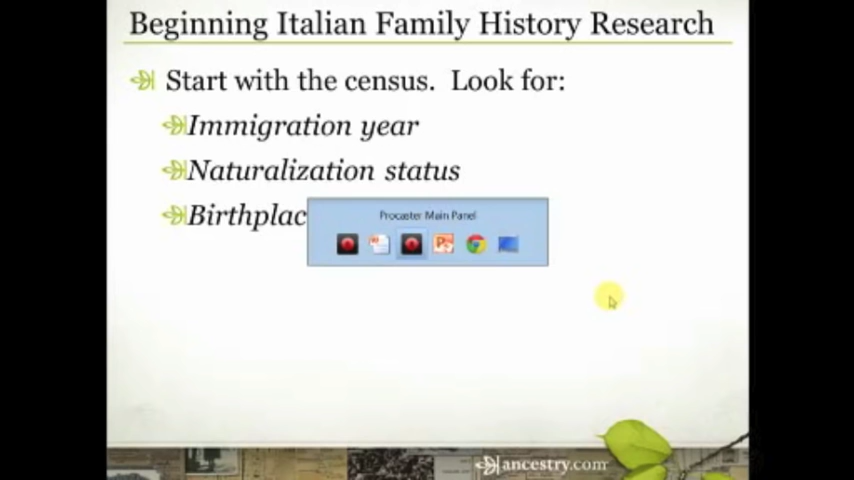 Beginning Italian Family History Research
Start with the census.  Look for:
Immigration year
Naturalization status
Birthplac
Procaster Main Panel
ancestry.com